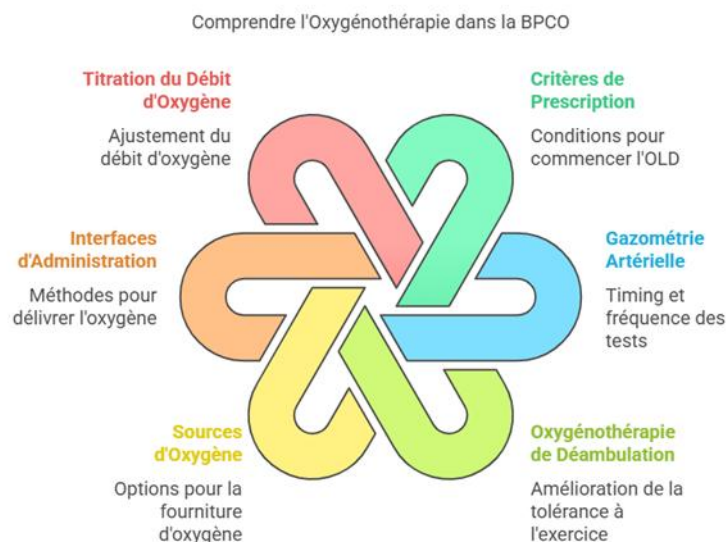 Comprendre l'Oxygénothérapie dans la BPCO
Titration du Débit
d'Oxygène
Ajustement du
débit d'oxygène
Critères de
Prescription
Conditions pour
commencer l'OLD
Interfaces
d'Administration
Méthodes pour
délivrer l'oxygène
Gazométrie
Artérielle
Timing et
fréquence des
tests
Sources
d'Oxygène
Options pour la
fourniture
d'oxygène
Oxygénothérapie
de Déambulation
Amélioration de la
tolérance à
l'exercice